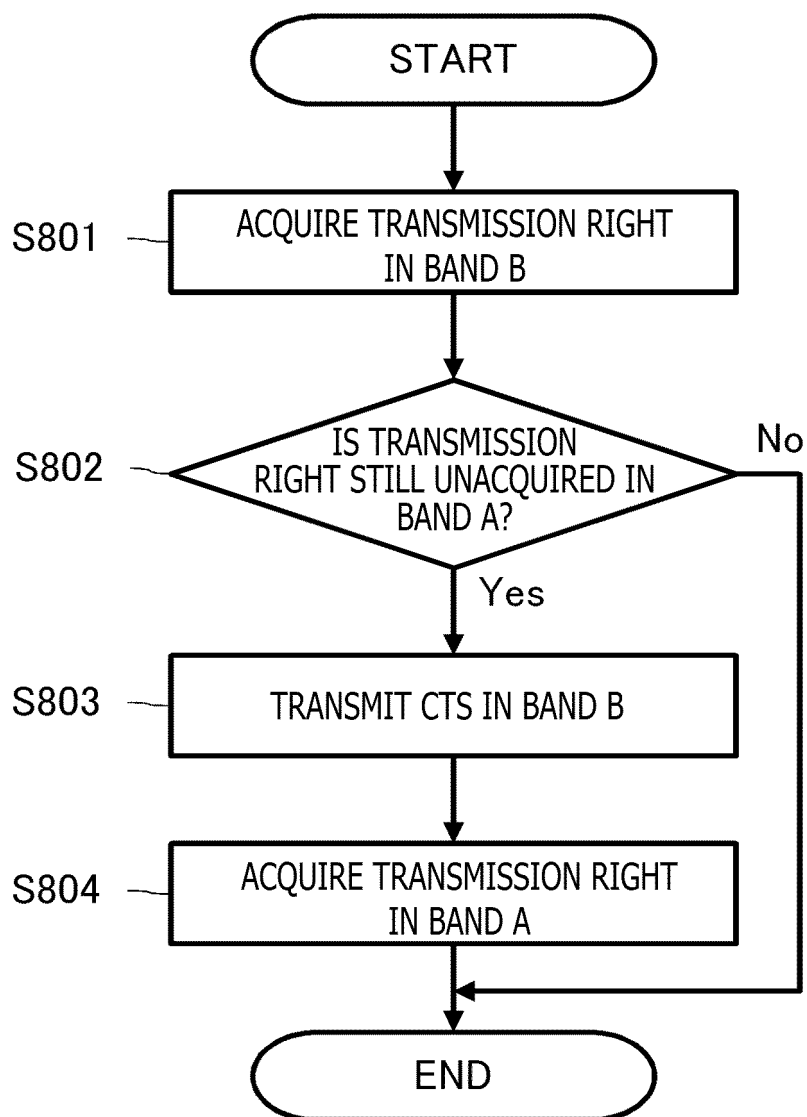 START
S801
ACQUIRE TRANSMISSION RIGHT
IN BAND B
S802
IS TRANSMISSION
RIGHT STILL UNACQUIRED IN
BAND A?
No
Yes
S803
TRANSMIT CTS IN BAND B
S804
ACQUIRE TRANSMISSION RIGHT
IN BAND A
END